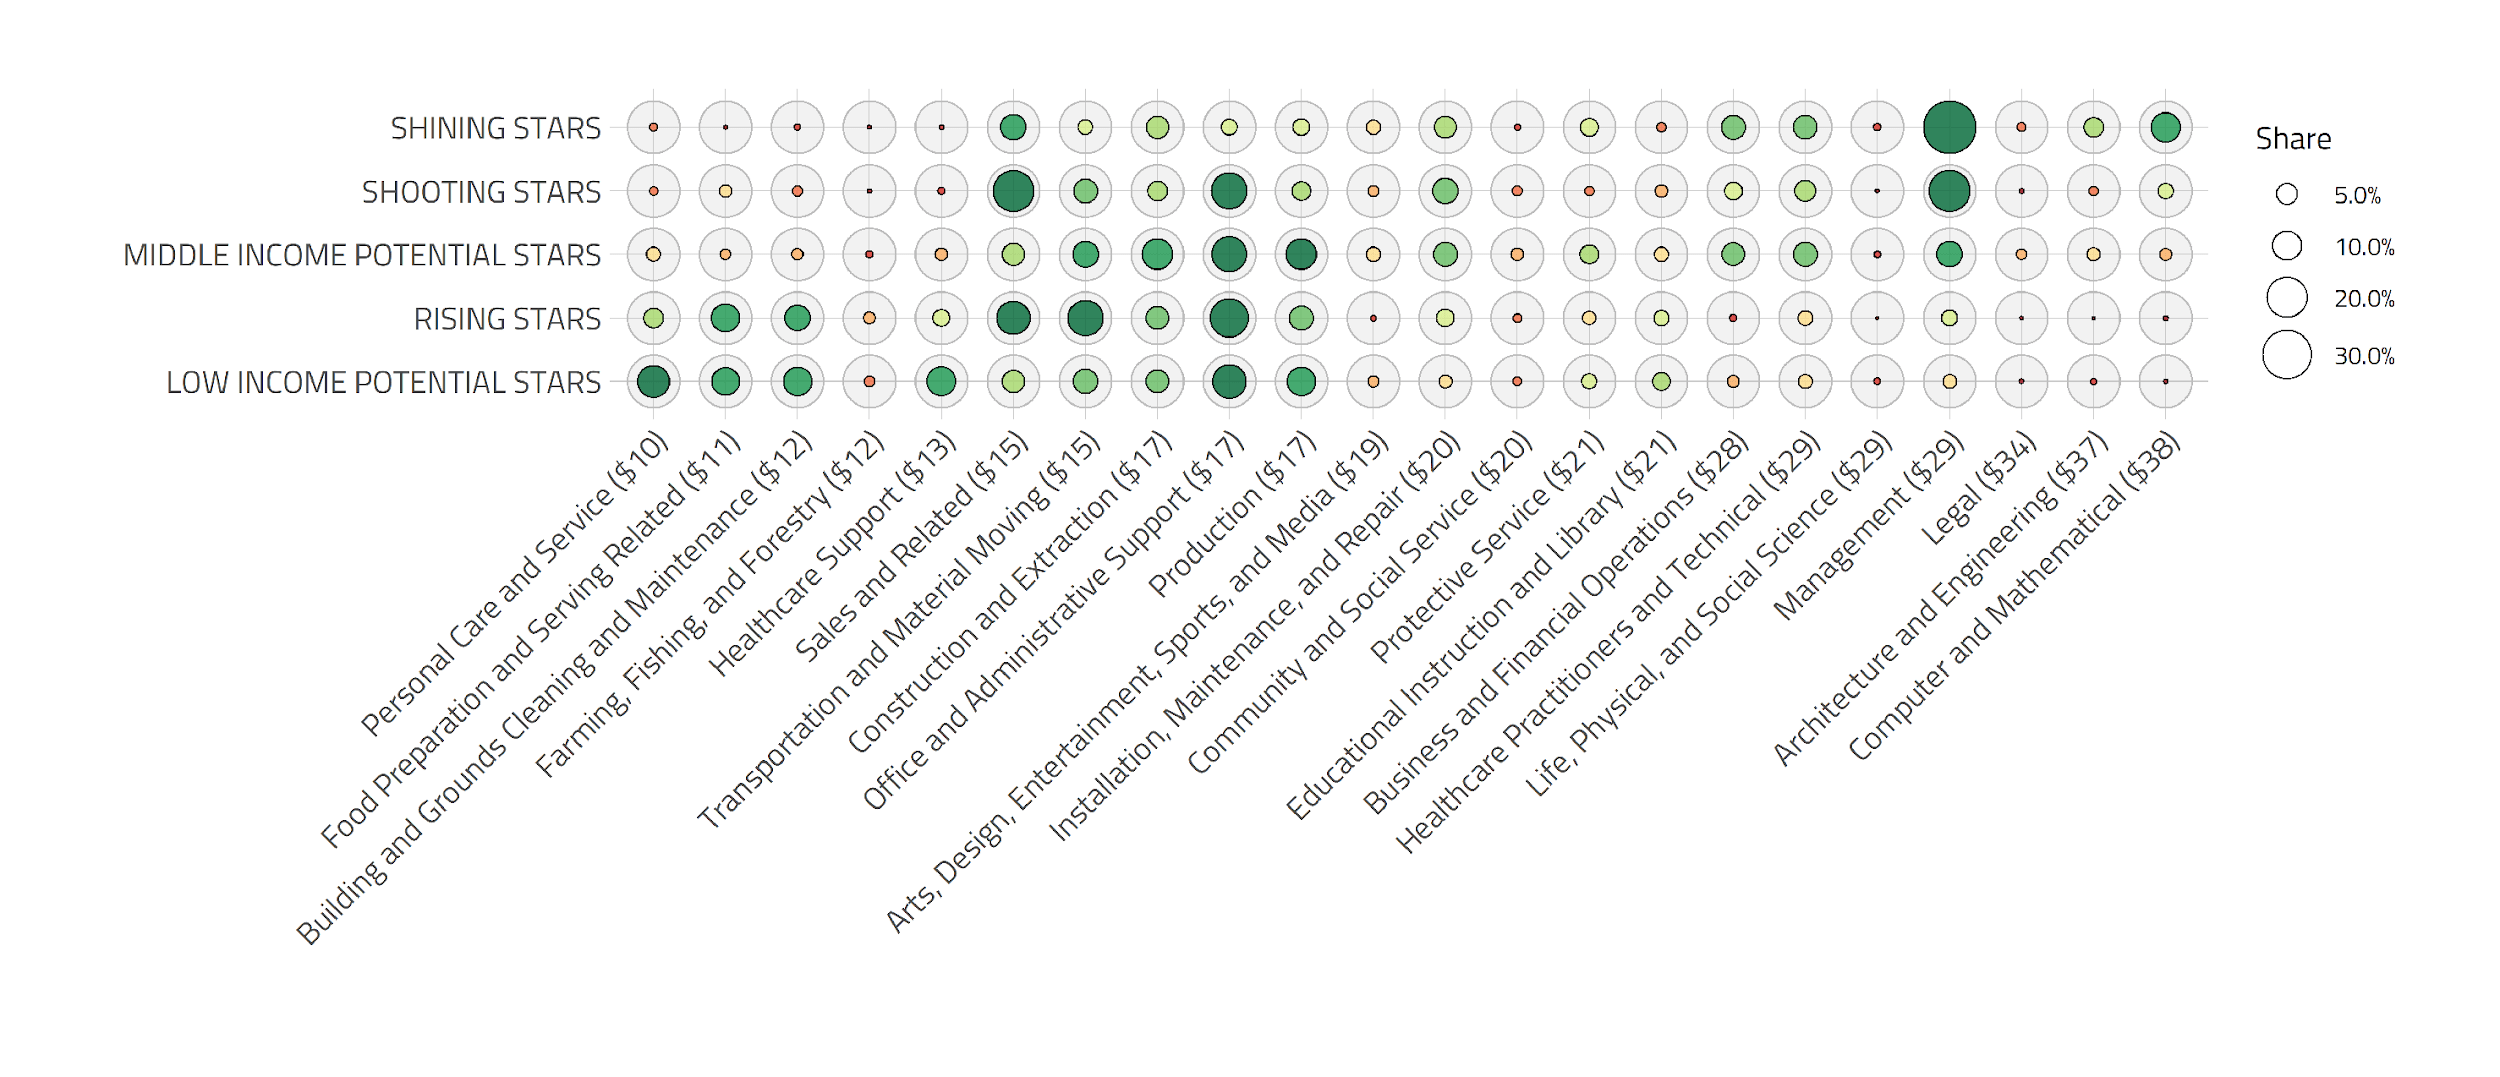 SHINING STARS
SHOOTING STARS
MIDDLE INCOME POTENTIAL STARS
RISING STARS
LOW INCOME POTENTIAL STARS
Share
5.0%
10.0%
20.0%
30.0%
Personal Care and Service ($10)
Food Preparation and Serving Related ($11)
Building and Grounds Cleaning and Maintenance ($12)
Farming, Fishing, and Forestry ($12)
Healthcare Support ($13)
Sales and Related ($15)
Transportation and Material Moving ($15)
Construction and Extraction ($17)
Office and Administrative Support ($17)
Production ($17)
Arts, Design, Entertainment, Sports, and Media ($19)
Installation, Maintenance, and Repair ($20)
Community and Social Service ($20)
Protective Service ($21)
Educational Instruction and Library ($21)
Business and Financial Operations ($28)
Healthcare Practitioners and Technical ($29)
Life, Physical, and Social Science ($29)
Management ($29)
Legal ($34)
Architecture and Engineering ($37)
Computer and Mathematical ($38)